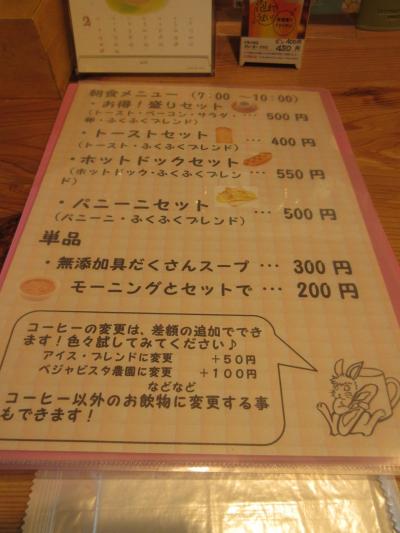 2
朝食メニュー（7:00 ～10:00）
・お得！盛りセット ･･･ 500円
（トースト・ベーコン・サラダ・
卵・ふくふくブレンド）
・トーストセット ･･･ 400円
（トースト・ふくふくブレンド）
・ホットドックセット ･･･ 550円
（ホットドック・ふくふくブレン
ド）
・パニーニセット ･･･ 500円
（パニーニ・ふくふくブレンド）
単品
・無添加具だくさんスープ ･･･ 300円
モーニングとセットで ･･･ 200円
コーヒーの変更は、差額の追加でで
きます！色々試してみてください♪
アイス・ブレンドに変更 ＋50円
ベジャビスタ農園に変更 ＋100円
などなど
コーヒー以外のお飲物に変更する事
もできます！